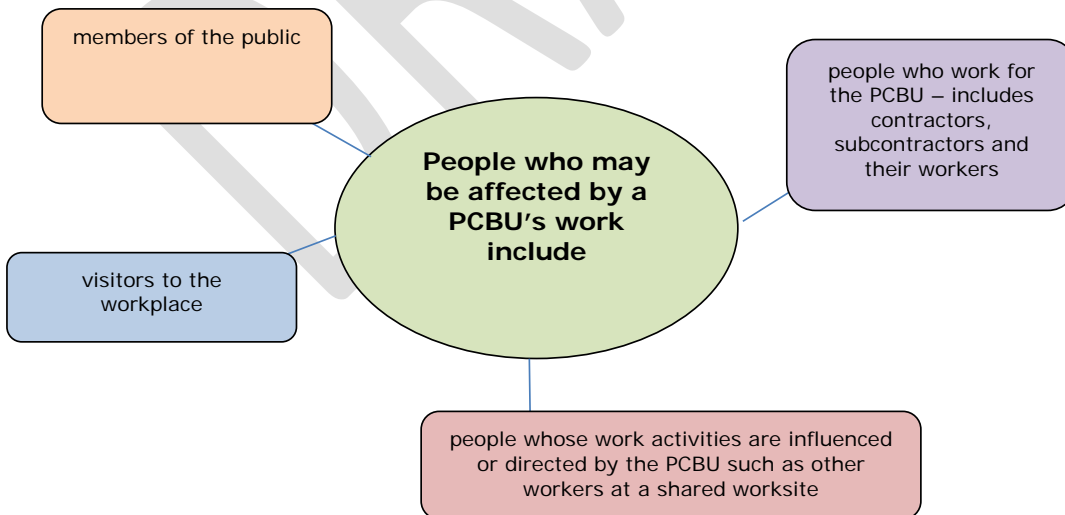 members of the public
people who work for
the PCBU – includes
contractors,
subcontractors and
their workers
People who may
be affected by a
PCBU’s work
include
visitors to the
workplace
people whose work activities are influenced
or directed by the PCBU such as other
workers at a shared worksite